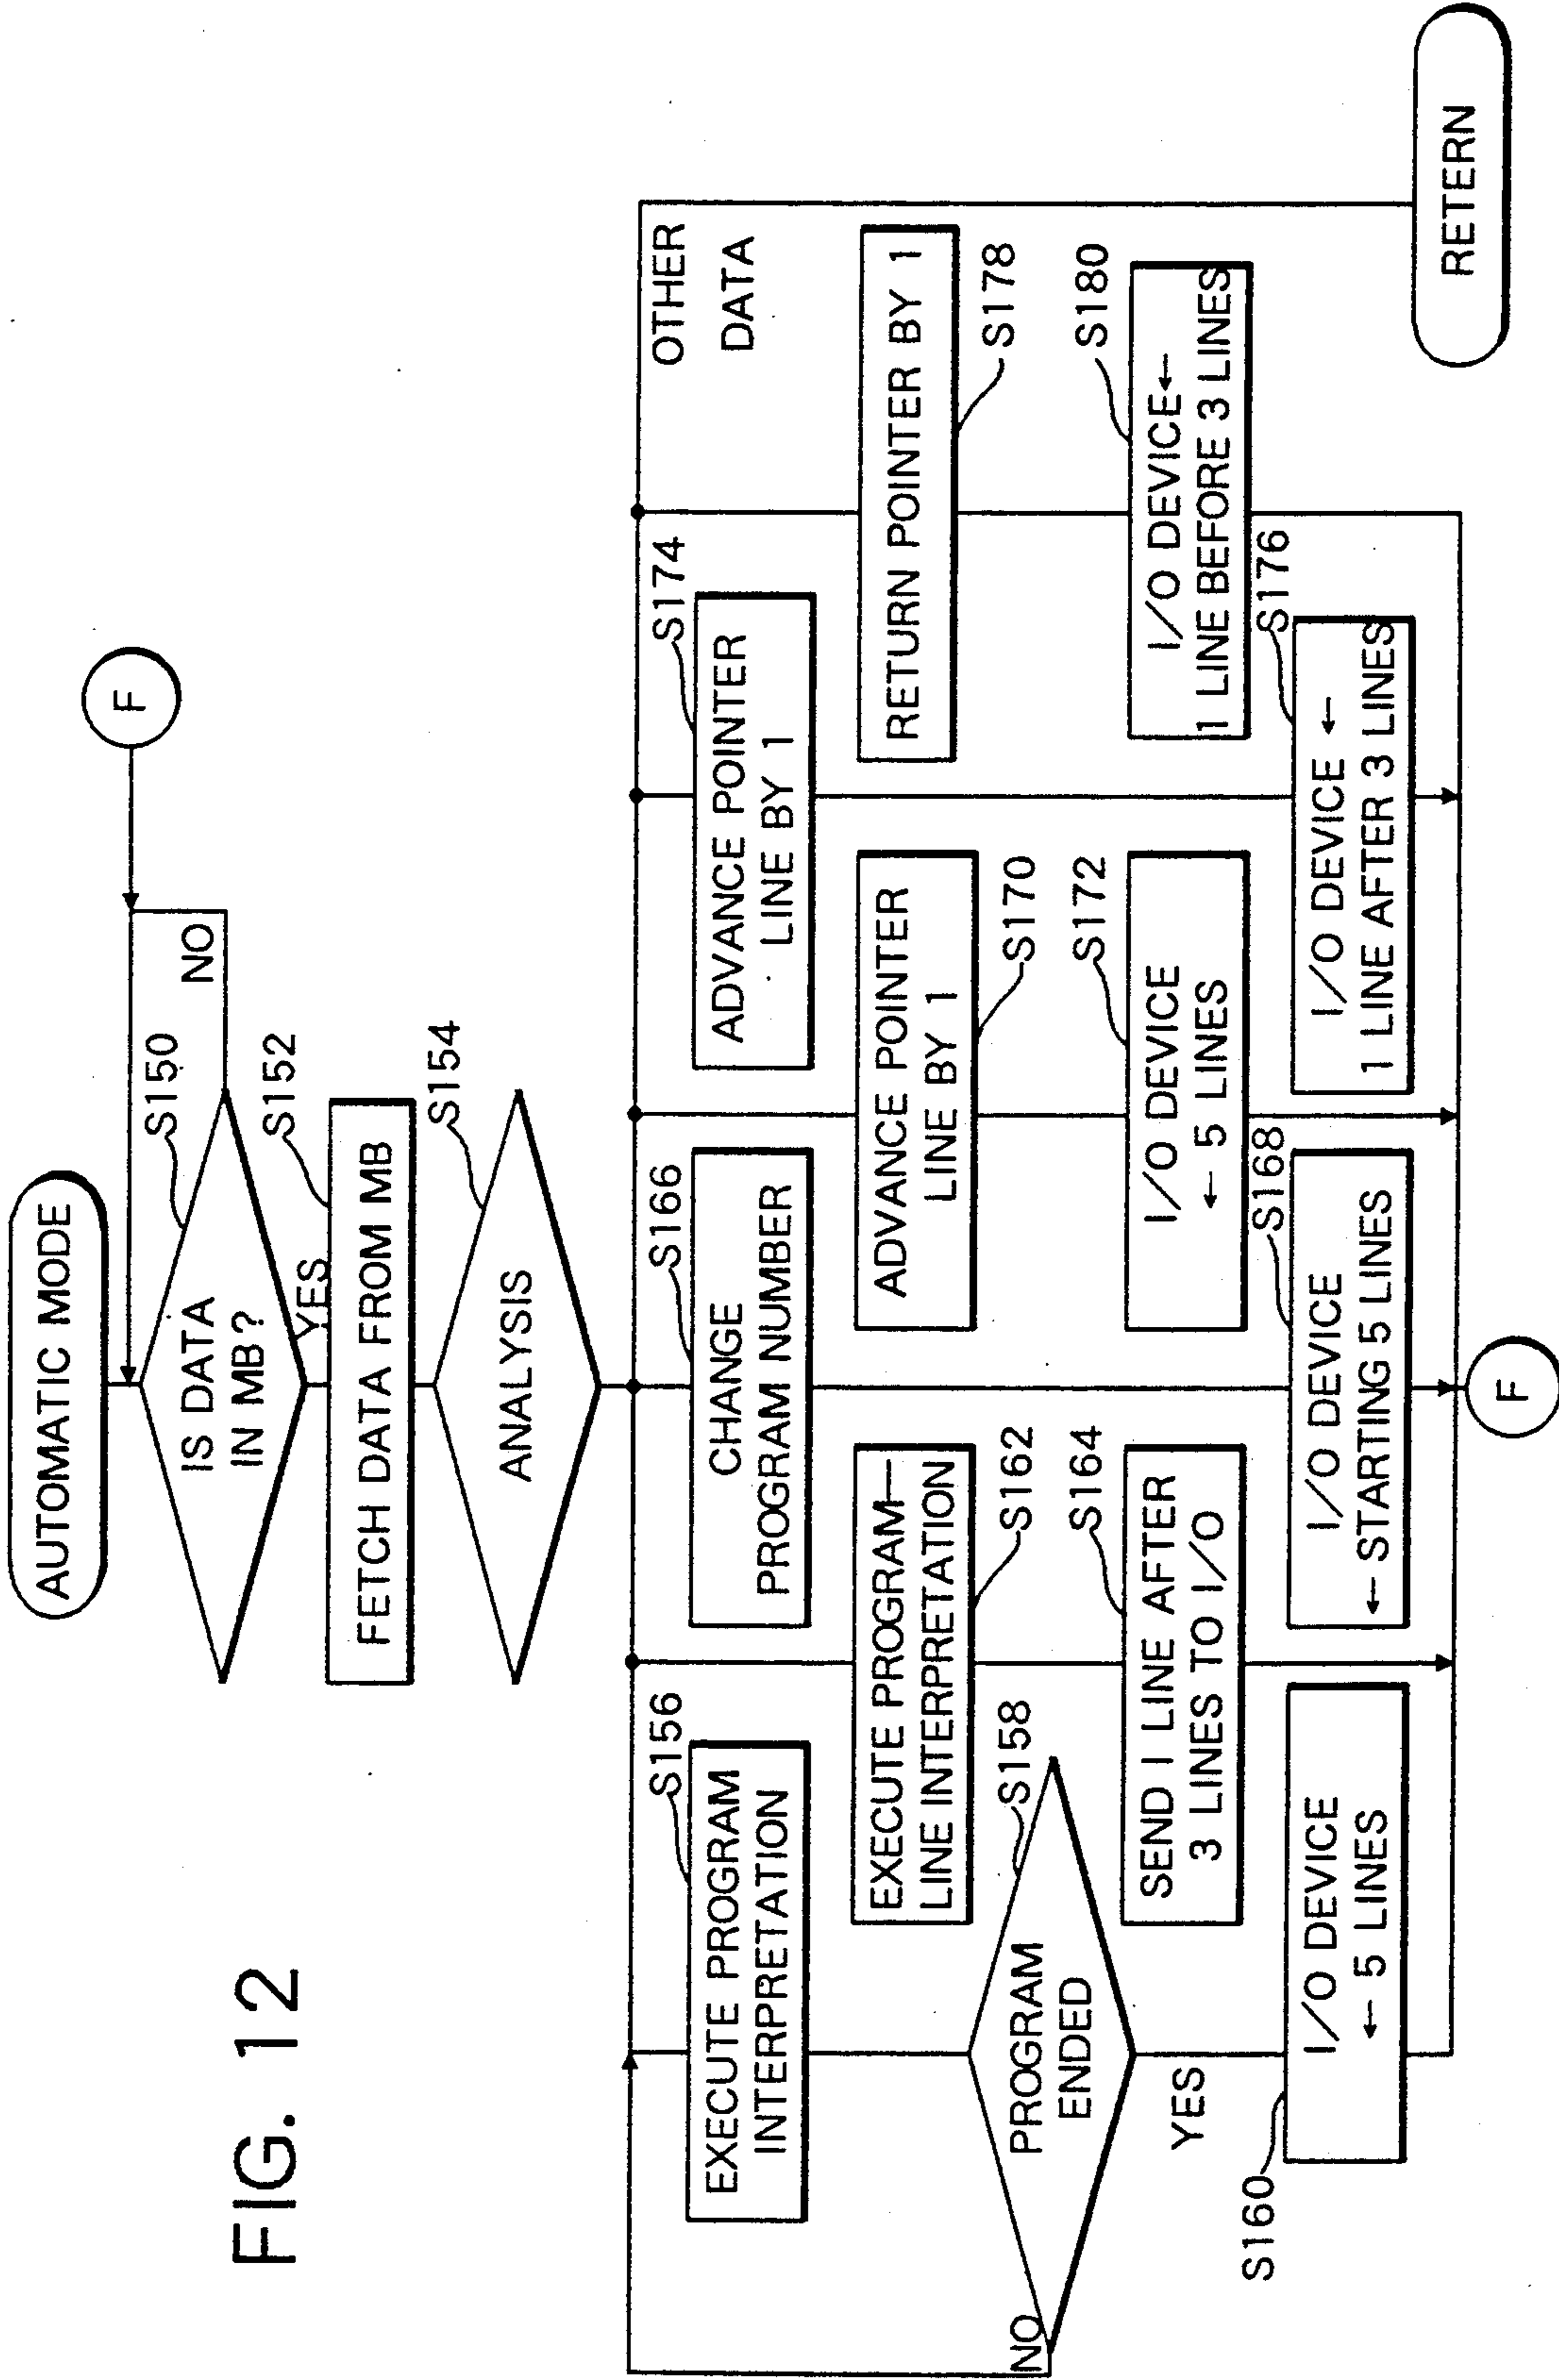 FIG. 12
AUTOMATIC MODE
F
S150
IS DATA
IN MB?
NO
YES
S152
FETCH DATA FROM MB
S154
ANALYSIS
S156
EXECUTE PROGRAM
INTERPRETATION
S158
PROGRAM
ENDED
NO
YES
S160
I/O DEVICE
← 5 LINES
EXECUTE PROGRAM—
LINE INTERPRETATION
S162
S164
SEND 1 LINE AFTER
3 LINES TO I/O
S166
CHANGE
PROGRAM NUMBER
S168
I/O DEVICE
← STARTING 5 LINES
ADVANCE POINTER
LINE BY 1
S170
S172
I/O DEVICE
← 5 LINES
S174
ADVANCE POINTER
LINE BY 1
S176
I/O DEVICE ←
1 LINE AFTER 3 LINES
RETURN POINTER BY 1
S178
S180
I/O DEVICE←
1 LINE BEFORE 3 LINES
OTHER
DATA
F
RETERN